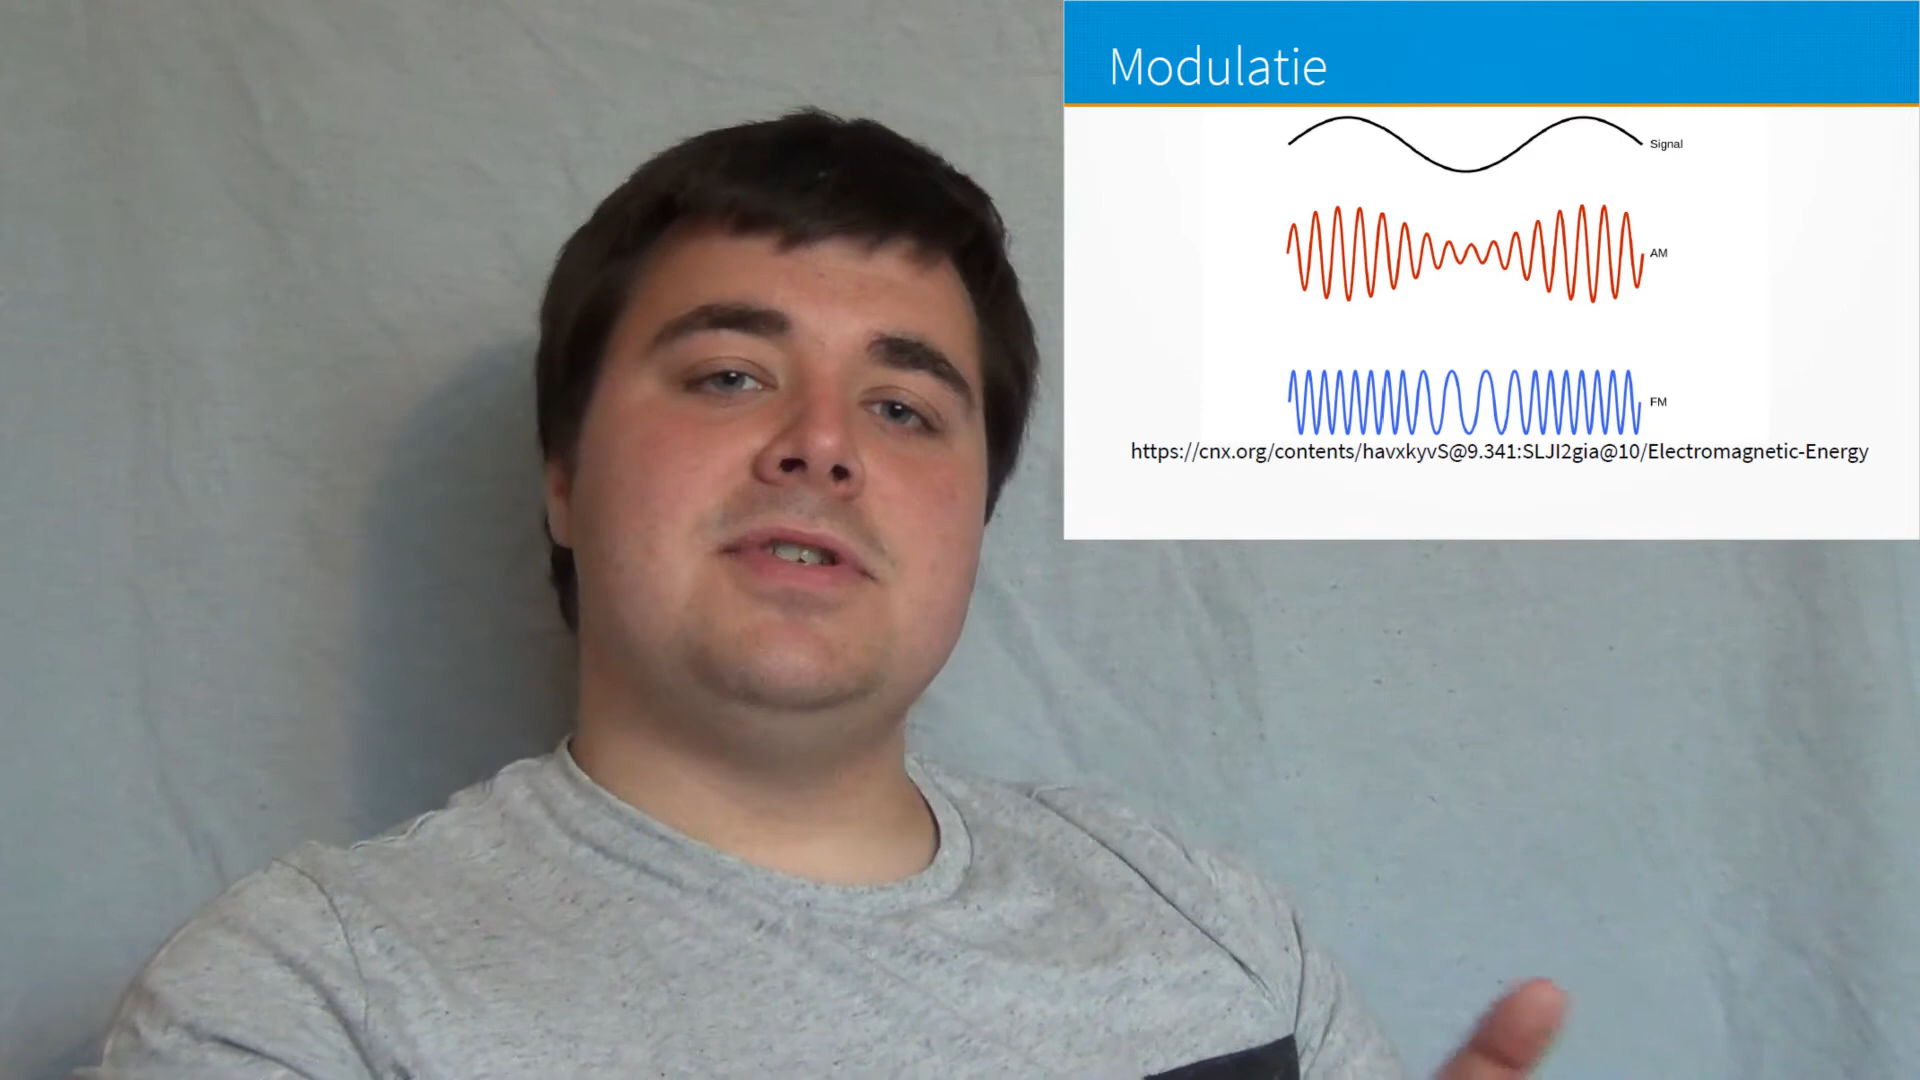 Modulatie
Signal
AM
FM
https://cnx.org/contents/havxkyvS@9.341:SLJI2gia@10/Electromagnetic-Energy